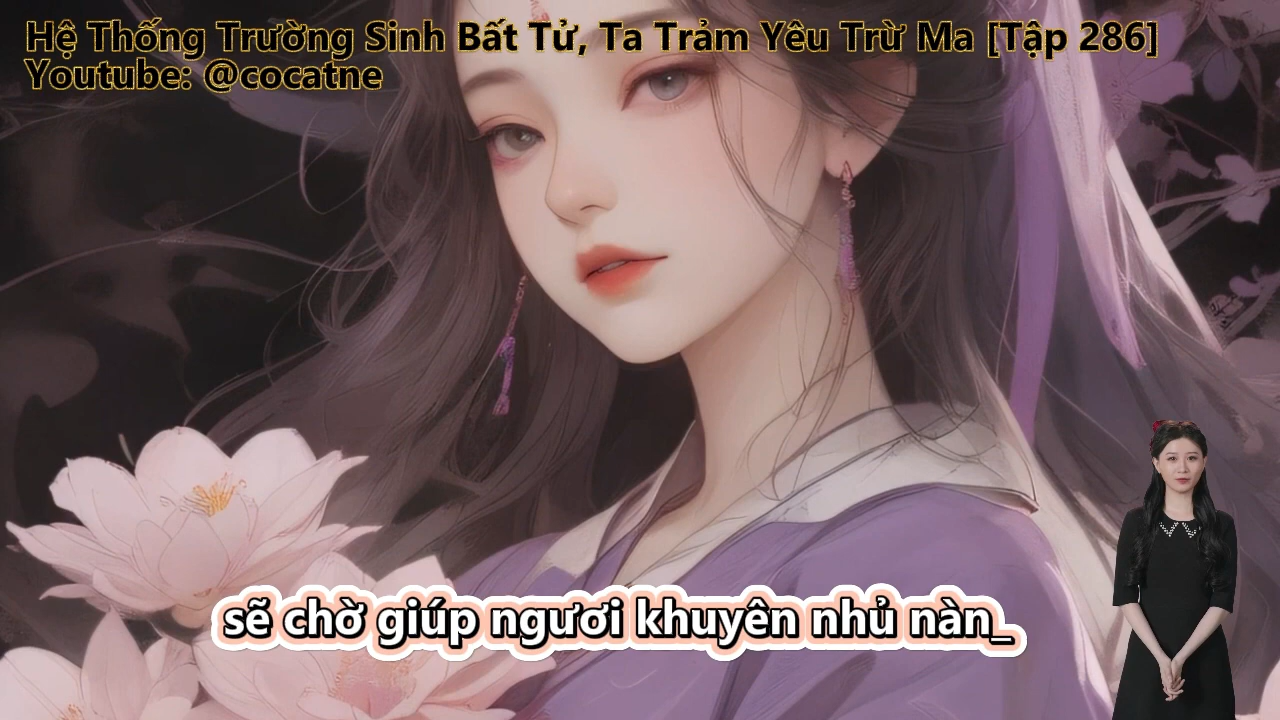 Hệ Thống Trường Sinh Bất Tử, Ta Trảm Yêu Trừ Ma [Tập 286]
Youtube: @cocatne
sẽ chờ giúp ngươi khuyên nhủ nàn_